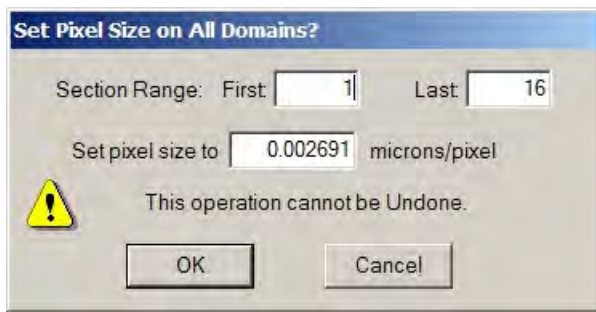 Set Pixel Size on All Domains?
Section Range: First: 1 Last: 16
Set pixel size to 0.002691 microns/pixel
This operation cannot be Undone.
OK Cancel